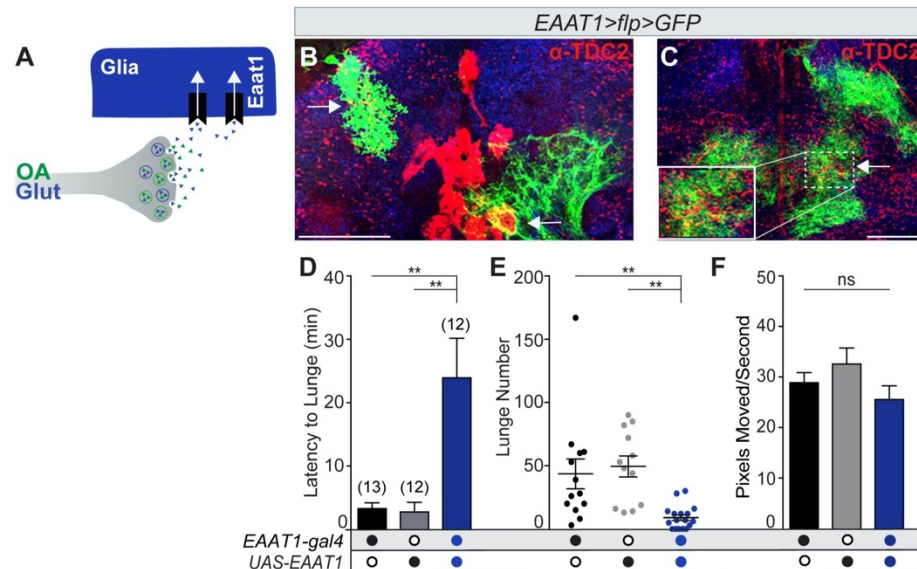 EAAT1>flp>GFP
A
Glia
Eaat1
OA
Glut
B
α-TDC2
C
α-TDC2
D
Latency to Lunge (min)
40
30
20
10
0
**
**
(13)
(12)
(12)
E
Lunge Number
200
150
100
50
0
**
**
F
Pixels Moved/Second
50
40
30
20
10
0
ns
EAAT1-gal4
UAS-EAAT1